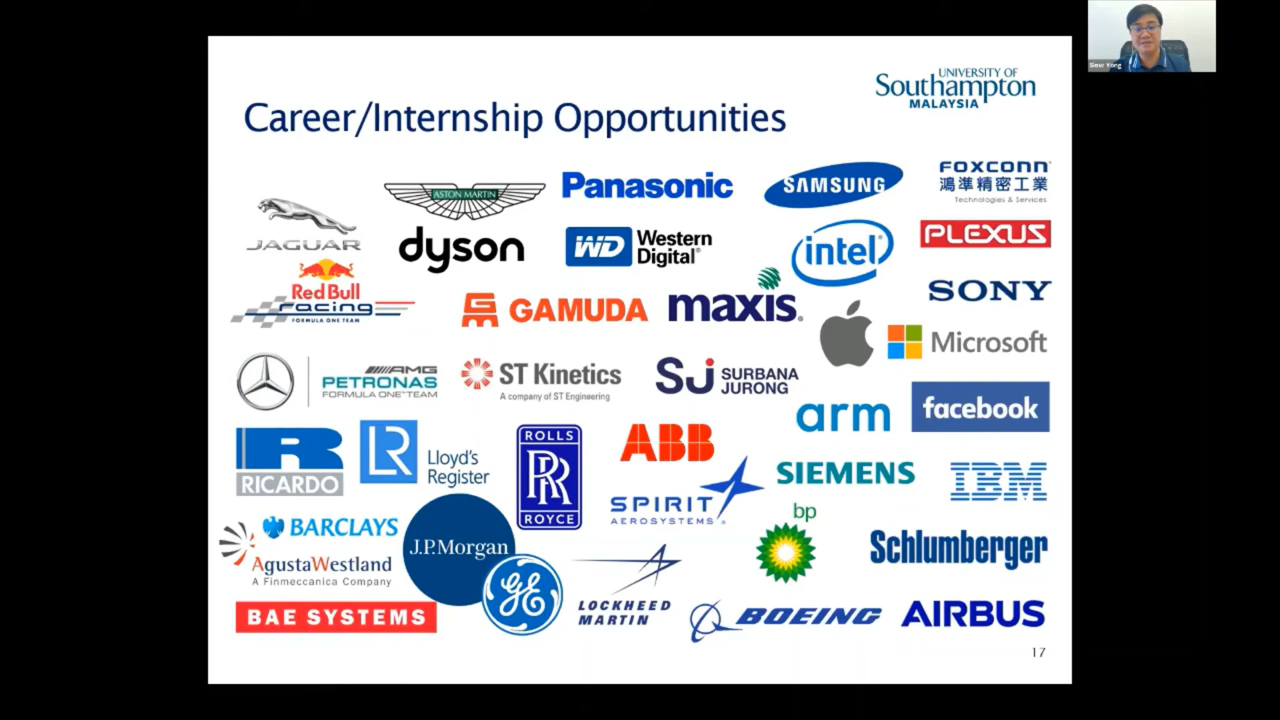 Siew Yong
UNIVERSITY OF
Southampton
MALAYSIA
Career/Internship Opportunities
JAGUAR
ASTON MARTIN
Panasonic
SAMSUNG
FOXCONN
鴻準精密工業
Technologies & Services
dyson
WD Western
Digital®
intel
PLEXUS
Red Bull
racing
FORMULA ONE TEAM
GAMUDA
maxis®
SONY
Microsoft
AMG
PETRONAS
FORMULA ONE™ TEAM
ST Kinetics
A company of ST Engineering
SJ SURBANA
JURONG
arm
facebook
R
RICARDO
LR Lloyd's
Register
ROLLS
RR
ROYCE
ABB
SPIRIT
AEROSYSTEMS®
SIEMENS
IBM
BARCLAYS
AgustaWestland
A Finmeccanica Company
J.P.Morgan
GE
LOCKHEED
MARTIN
bp
Schlumberger
BAE SYSTEMS
BOEING
AIRBUS
17